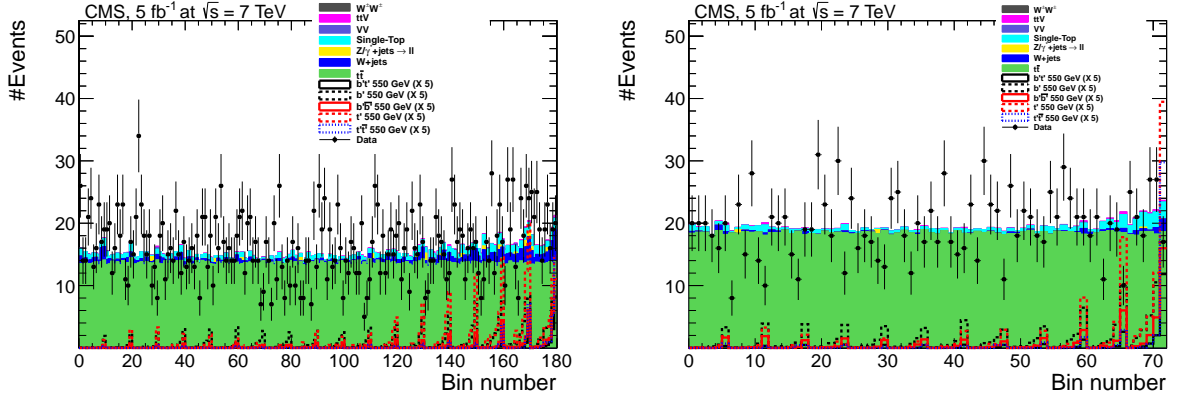 CMS, 5 fb⁻¹ at √s = 7 TeV
#Events
50
40
30
20
10
W±W±
ttV
VV
Single-Top
Z/γ +jets → ll
W+jets
tt̄
b't' 550 GeV (X 5)
b' 550 GeV (X 5)
b'b̄' 550 GeV (X 5)
t' 550 GeV (X 5)
t't̄' 550 GeV (X 5)
Data
0 20 40 60 80 100 120 140 160 180
Bin number
CMS, 5 fb⁻¹ at √s = 7 TeV
#Events
50
40
30
20
10
W±W±
ttV
VV
Single-Top
Z/γ +jets → ll
W+jets
tt̄
b't' 550 GeV (X 5)
b' 550 GeV (X 5)
b'b̄' 550 GeV (X 5)
t' 550 GeV (X 5)
t't̄' 550 GeV (X 5)
Data
0 10 20 30 40 50 60 70
Bin number